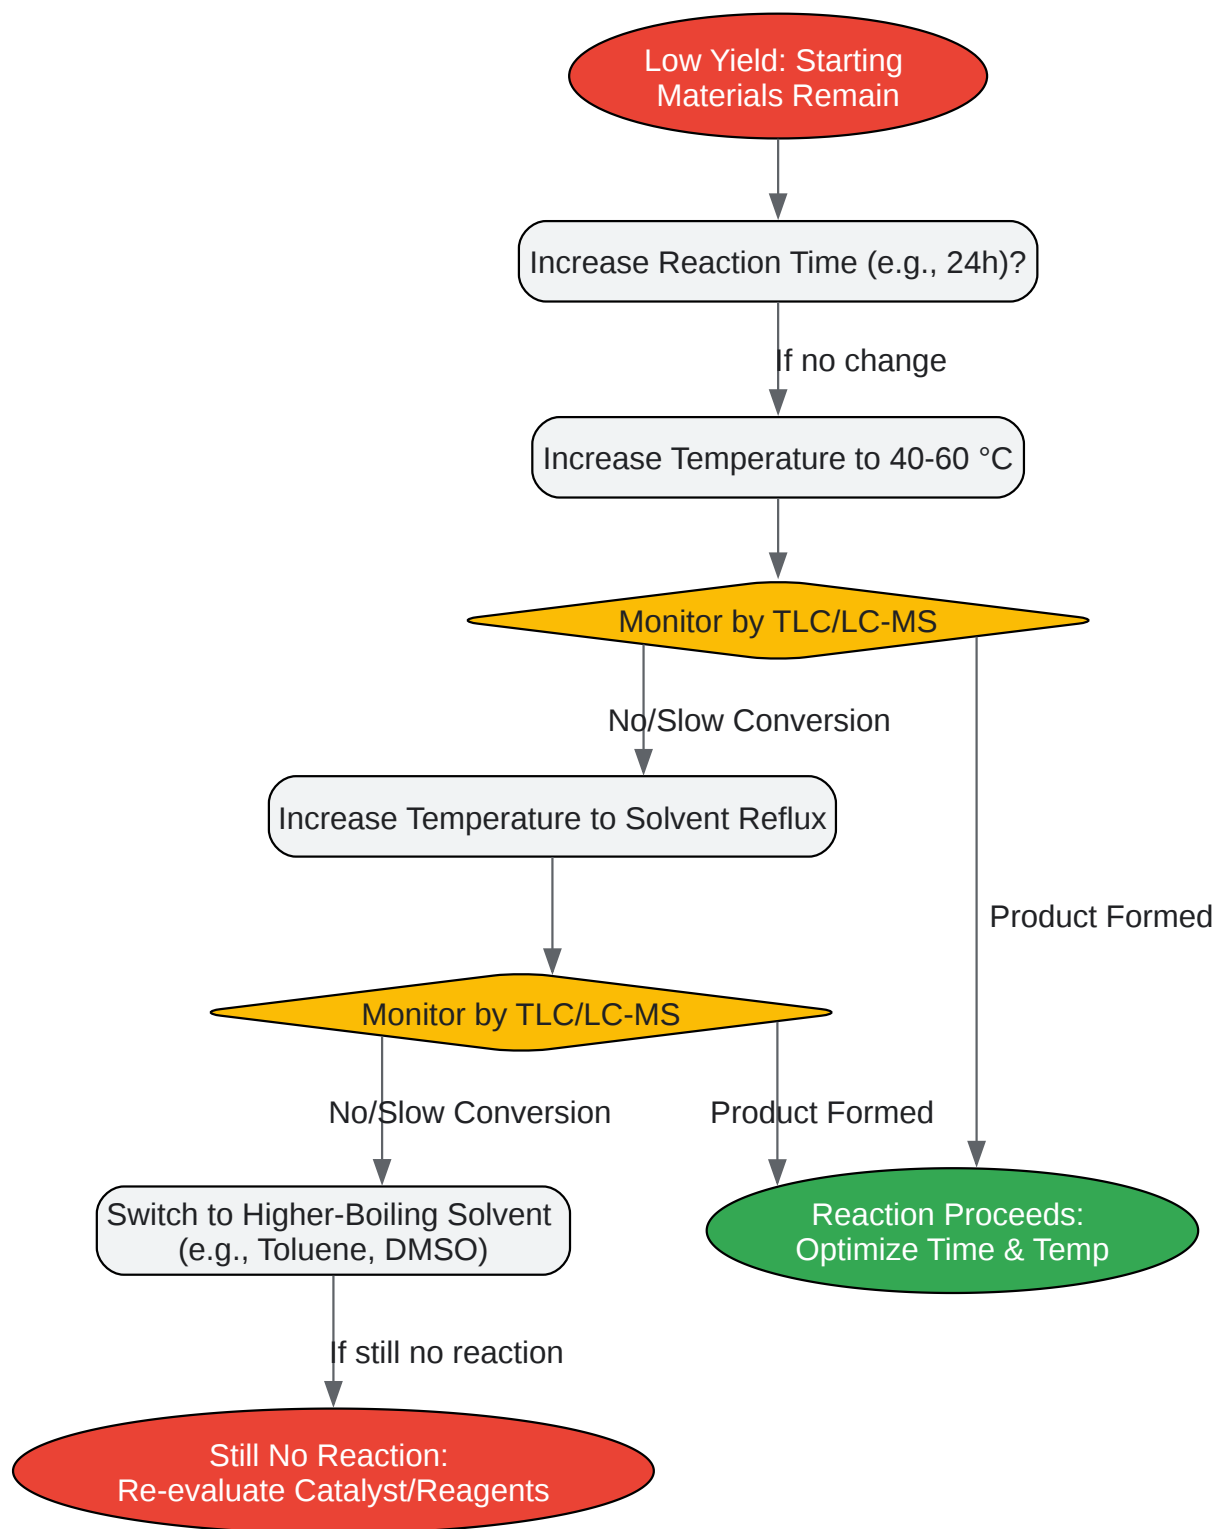 Low Yield: Starting
Materials Remain
Increase Reaction Time (e.g., 24h)?
If no change
Increase Temperature to 40-60 °C
Monitor by TLC/LC-MS
No/Slow Conversion
Increase Temperature to Solvent Reflux
Product Formed
Monitor by TLC/LC-MS
No/Slow Conversion
Product Formed
Switch to Higher-Boiling Solvent
(e.g., Toluene, DMSO)
Reaction Proceeds:
Optimize Time & Temp
If still no reaction
Still No Reaction:
Re-evaluate Catalyst/Reagents